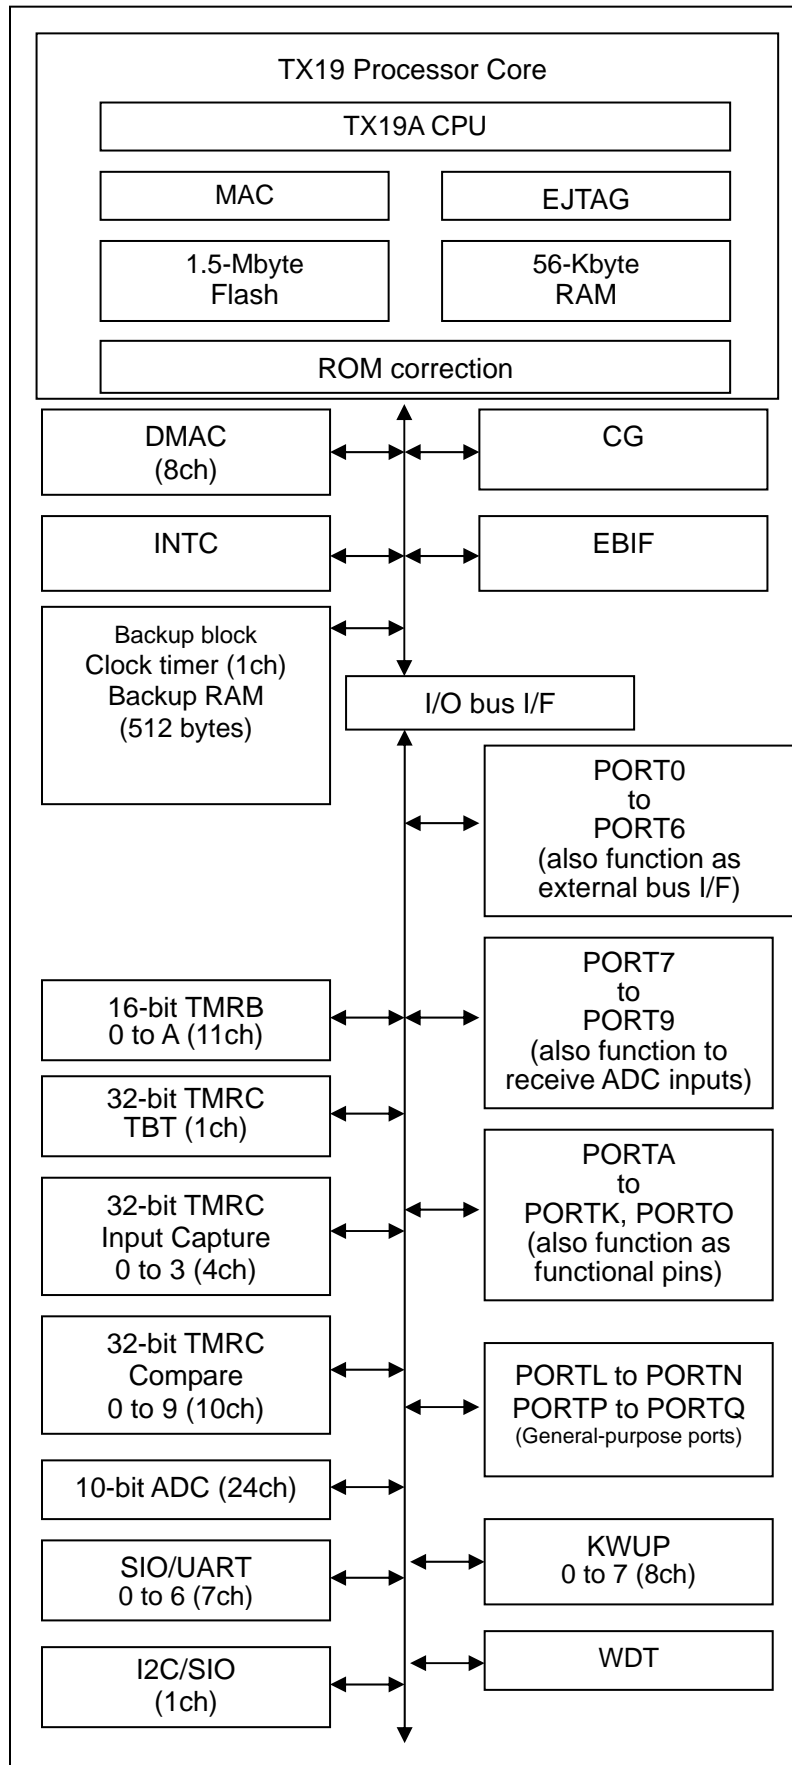 TX19 Processor Core
TX19A CPU
MAC
EJTAG
1.5-Mbyte
Flash
56-Kbyte
RAM
ROM correction
DMAC
(8ch)
CG
INTC
EBIF
Backup block
Clock timer (1ch)
Backup RAM
(512 bytes)
I/O bus I/F
PORT0
to
PORT6
(also function as
external bus I/F)
16-bit TMRB
0 to A (11ch)
PORT7
to
PORT9
(also function to
receive ADC inputs)
32-bit TMRC
TBT (1ch)
32-bit TMRC
Input Capture
0 to 3 (4ch)
PORTA
to
PORTK, PORTO
(also function as
functional pins)
32-bit TMRC
Compare
0 to 9 (10ch)
PORTL to PORTN
PORTP to PORTQ
(General-purpose ports)
10-bit ADC (24ch)
SIO/UART
0 to 6 (7ch)
KWUP
0 to 7 (8ch)
I2C/SIO
(1ch)
WDT